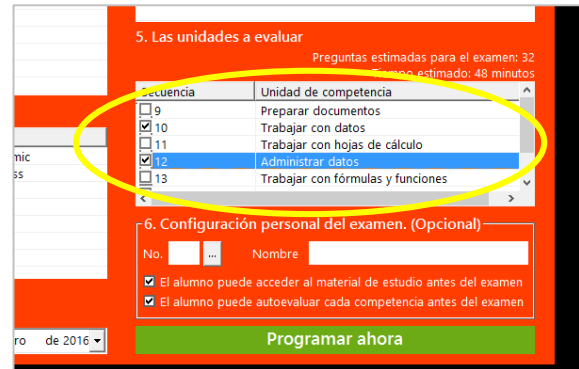 5. Las unidades a evaluar
Preguntas estimadas para el examen: 32
Tiempo estimado: 48 minutos
Secuencia Unidad de competencia
9 Preparar documentos
10 Trabajar con datos
11 Trabajar con hojas de cálculo
12 Administrar datos
13 Trabajar con fórmulas y funciones
mic
ss
6. Configuración personal del examen. (Opcional)
No. ... Nombre
El alumno puede acceder al material de estudio antes del examen
El alumno puede autoevaluar cada competencia antes del examen
ro de 2016
Programar ahora